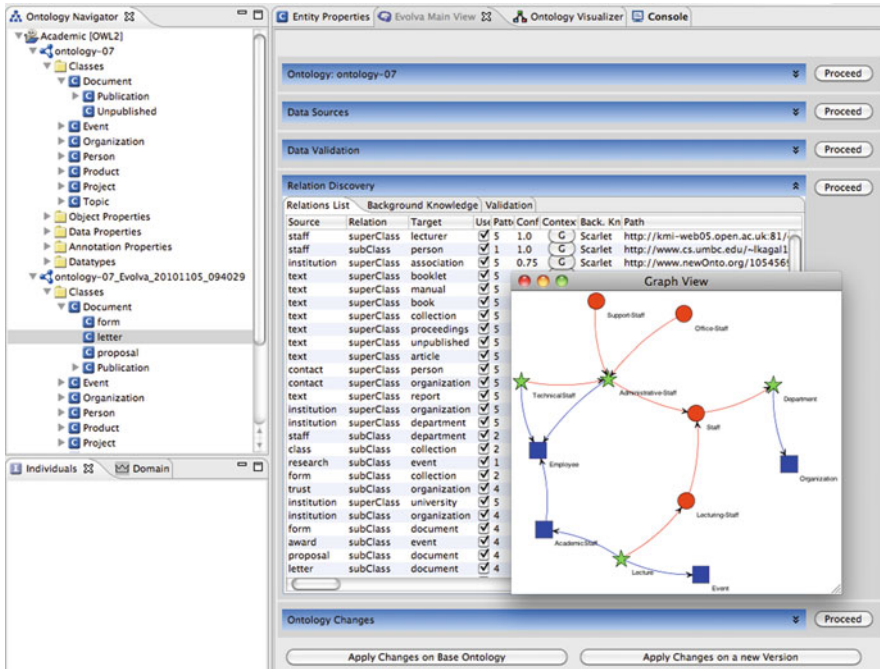 Ontology Navigator
Academic [OWL2]
ontology-07
Classes
Document
Publication
Unpublished
Event
Organization
Person
Product
Project
Topic
Object Properties
Data Properties
Annotation Properties
Datatypes
ontology-07_Evolva_20101105_094029
Classes
Document
form
letter
proposal
Publication
Event
Organization
Person
Product
Project
Individuals Domain
Entity Properties Evolva Main View Ontology Visualizer Console
Ontology: ontology-07 Proceed
Data Sources Proceed
Data Validation Proceed
Relation Discovery Proceed
Relations List Background Knowledge Validation
Source Relation Target Use Patt Conf Contex Back. Kn Path
staff superClass lecturer 5 1.0 G Scarlet http://kmi-web05.open.ac.uk:81/
staff subClass person 1 1.0 G Scarlet http://www.cs.umbc.edu/~lkagal
institution superClass association 5 0.75 G Scarlet http://www.newOnto.org/1054569
text superClass booklet 5
text superClass manual 5
text superClass book 5
text superClass collection 5
text superClass proceedings 5
text superClass unpublished 5
text superClass article 5
contact superClass person 5
contact superClass organization 5
text superClass report 5
institution superClass organization 5
institution superClass department 5
staff subClass department 2
class subClass collection 2
research subClass event 1
form subClass collection 2
trust subClass organization 4
institution superClass university 5
institution subClass organization 4
form subClass document 4
award subClass event 4
proposal subClass document 4
letter subClass document 4
Graph View
Support-Staff
Office-Staff
TechnicalStaff
Administrative-Staff
Department
Staff
Employee
Organization
Lecturing-Staff
AcademicStaff
Lecture
Event
Ontology Changes Proceed
Apply Changes on Base Ontology Apply Changes on a new Version